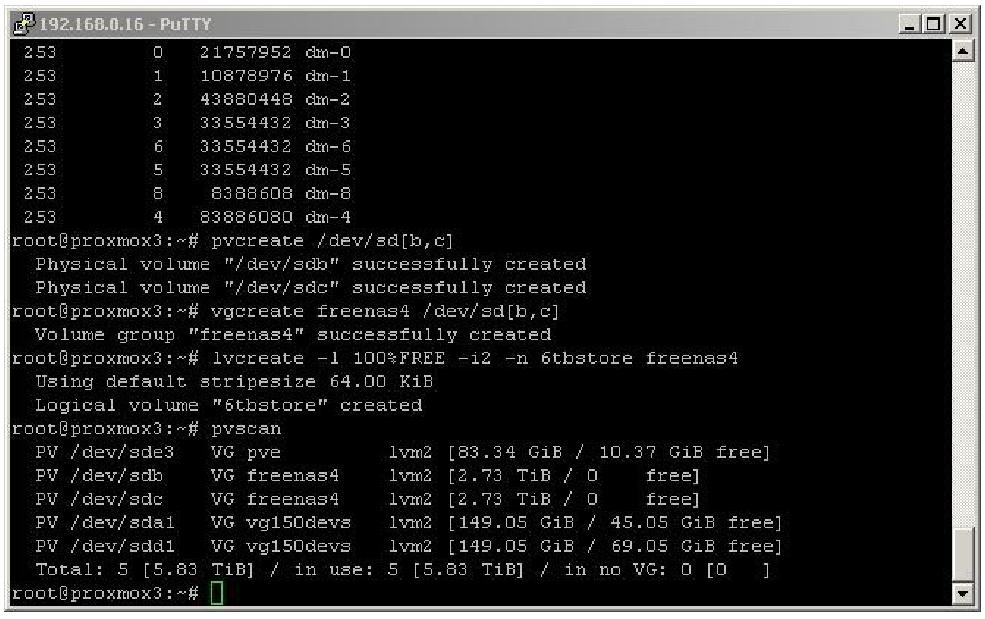 192.168.0.16 - PuTTY
253 0 21757952 dm-0
253 1 10878976 dm-1
253 2 43880448 dm-2
253 3 33554432 dm-3
253 6 33554432 dm-6
253 5 33554432 dm-5
253 8 8388608 dm-8
253 4 83886080 dm-4
root@proxmox3:~# pvcreate /dev/sd[b,c]
Physical volume "/dev/sdb" successfully created
Physical volume "/dev/sdc" successfully created
root@proxmox3:~# vgcreate freenas4 /dev/sd[b,c]
Volume group "freenas4" successfully created
root@proxmox3:~# lvcreate -l 100%FREE -i2 -n 6tbstore freenas4
Using default stripesize 64.00 KiB
Logical volume "6tbstore" created
root@proxmox3:~# pvscan
PV /dev/sde3 VG pve lvm2 [83.34 GiB / 10.37 GiB free]
PV /dev/sdb VG freenas4 lvm2 [2.73 TiB / 0 free]
PV /dev/sdc VG freenas4 lvm2 [2.73 TiB / 0 free]
PV /dev/sda1 VG vg150devs lvm2 [149.05 GiB / 45.05 GiB free]
PV /dev/sdd1 VG vg150devs lvm2 [149.05 GiB / 69.05 GiB free]
Total: 5 [5.83 TiB] / in use: 5 [5.83 TiB] / in no VG: 0 [0 ]
root@proxmox3:~#